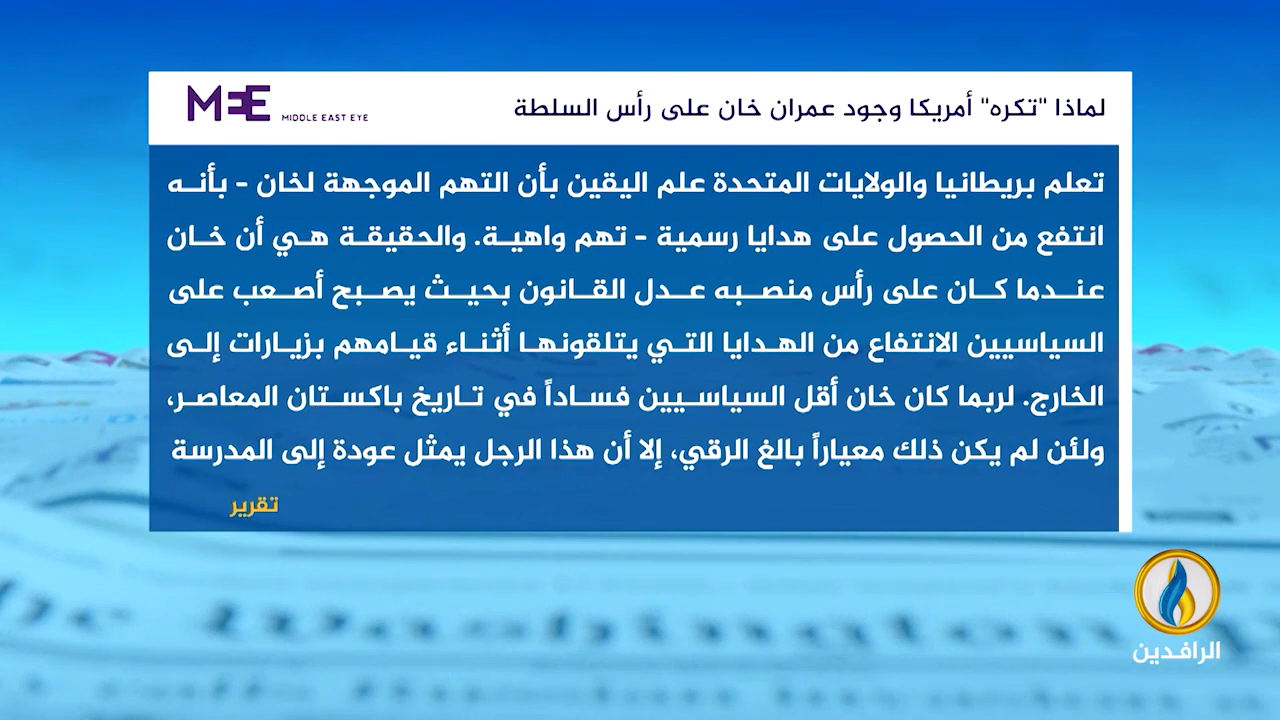 MEE MIDDLE EAST EYE
لماذا "تكره" أمريكا وجود عمران خان على رأس السلطة
تعلم بريطانيا والولايات المتحدة علم اليقين بأن التهم الموجهة لخان - بأنه
انتفع من الحصول على هدايا رسمية - تهم واهية. والحقيقة هي أن خان
عندما كان على رأس منصبه عدل القانون بحيث يصبح أصعب على
السياسيين الانتفاع من الهدايا التي يتلقونها أثناء قيامهم بزيارات إلى
الخارج. لربما كان خان أقل السياسيين فساداً في تاريخ باكستان المعاصر،
ولئن لم يكن ذلك معياراً بالغ الرقي، إلا أن هذا الرجل يمثل عودة إلى المدرسة
تقرير
الرافدين